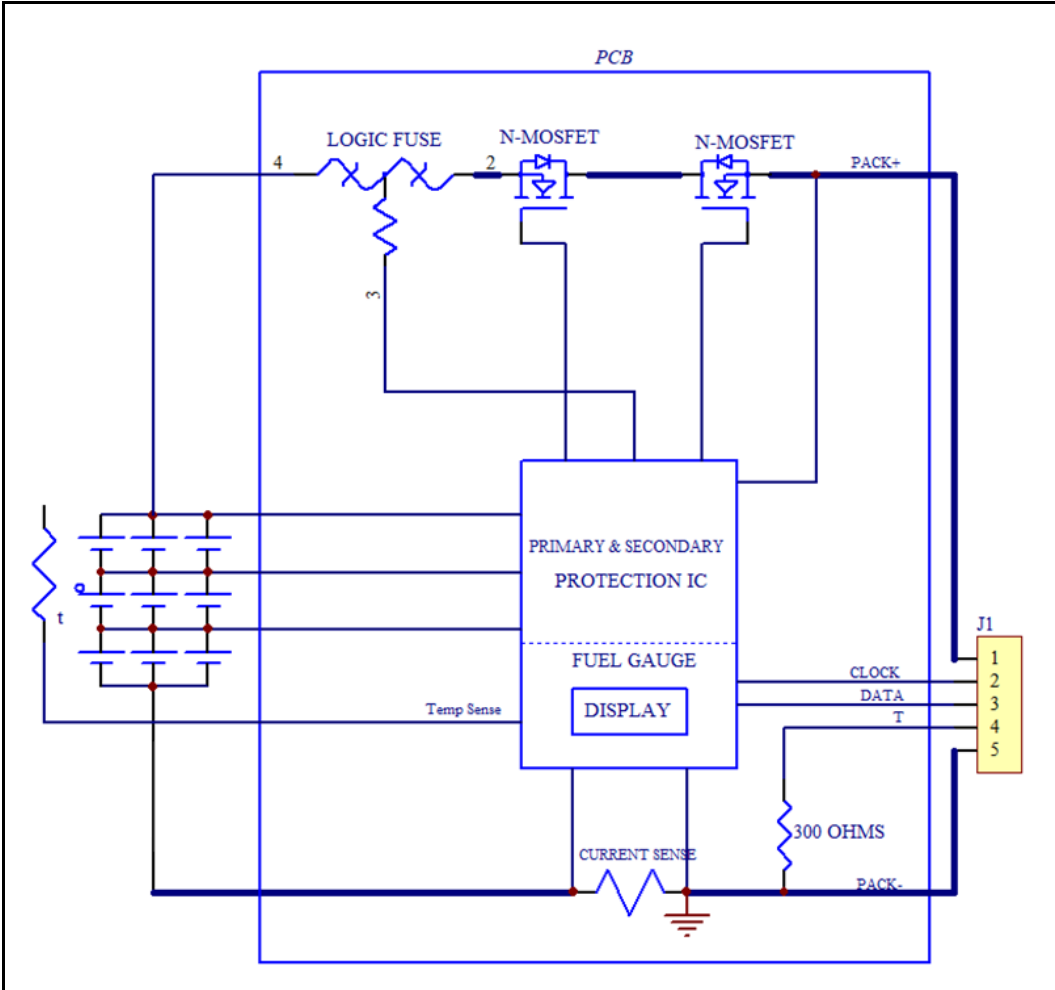 PCB
LOGIC FUSE
N-MOSFET
N-MOSFET
4
2
PACK+
3
PRIMARY & SECONDARY
PROTECTION IC
t
J1
FUEL GAUGE
1
CLOCK
2
DATA
3
Temp Sense
DISPLAY
T
4
5
300 OHMS
CURRENT SENSE
PACK-